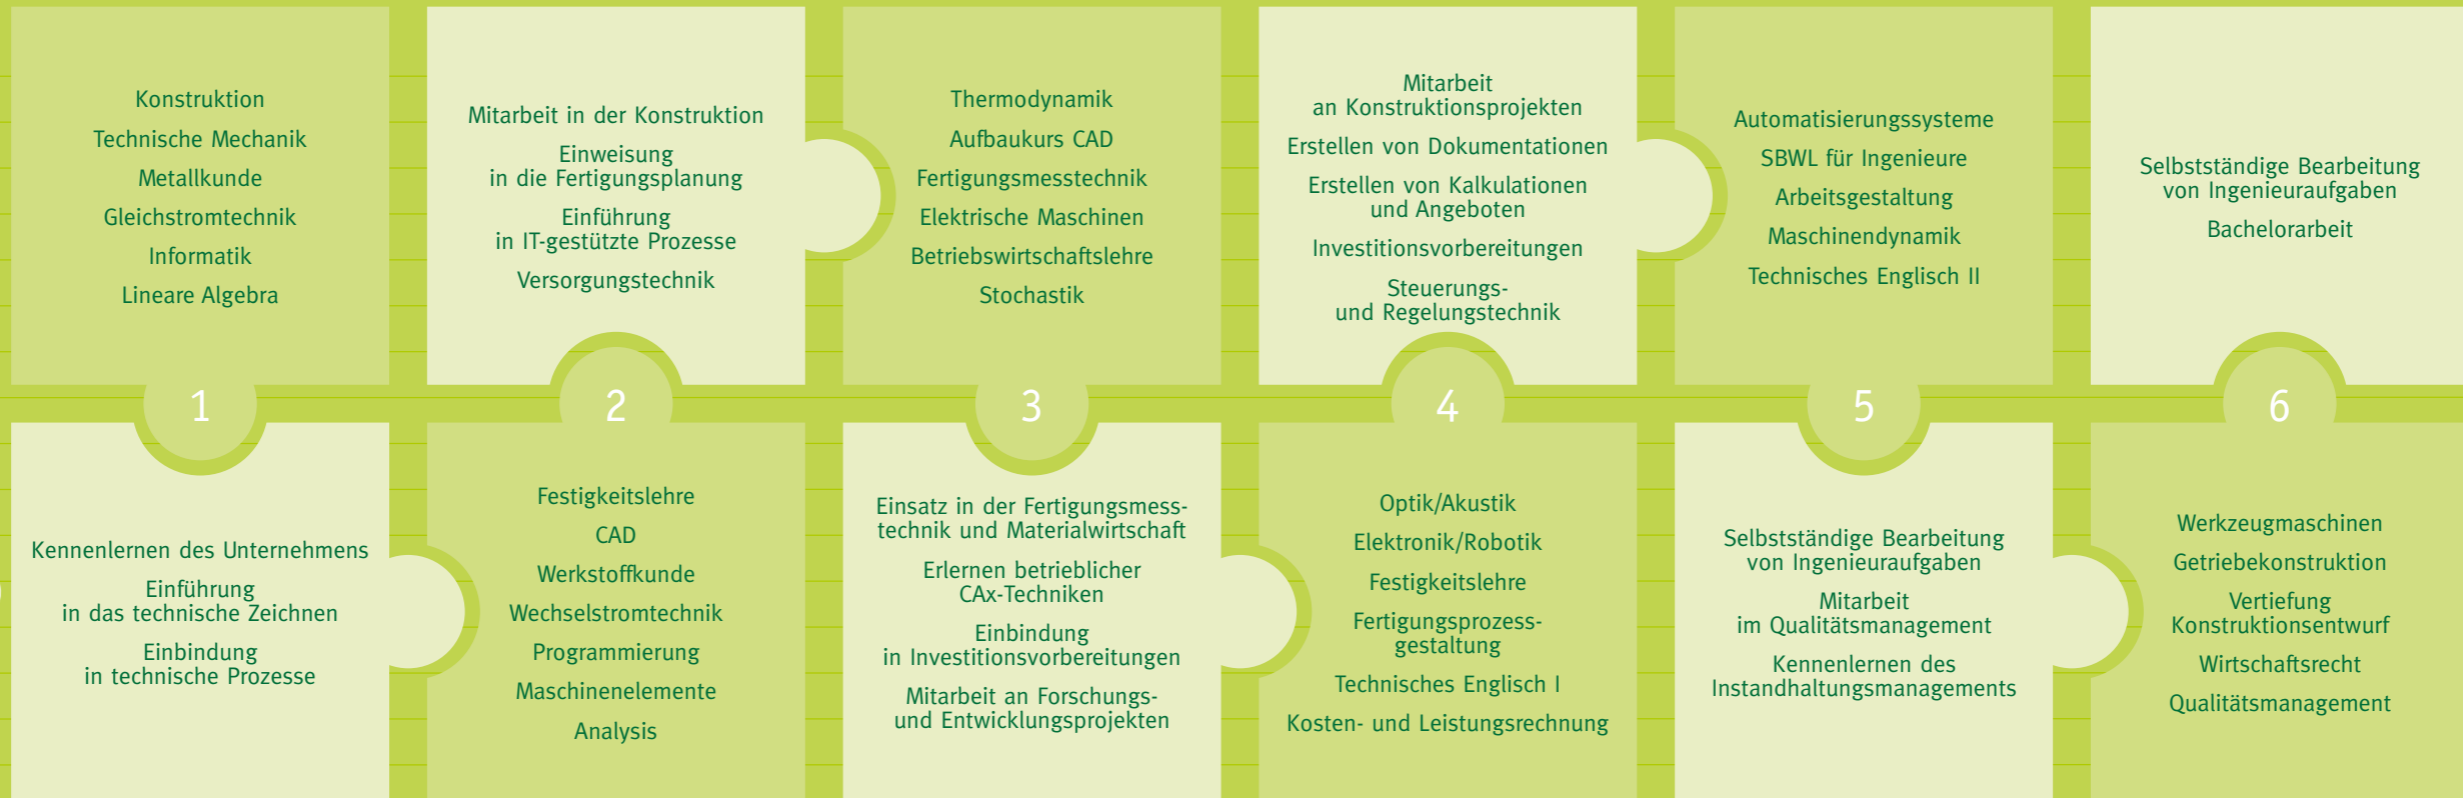 Konstruktion
Technische Mechanik
Metallkunde
Gleichstromtechnik
Informatik
Lineare Algebra
1
Kennenlernen des Unternehmens
Einführung
in das technische Zeichnen
Einbindung
in technische Prozesse
Mitarbeit in der Konstruktion
Einweisung
in die Fertigungsplanung
Einführung
in IT-gestützte Prozesse
Versorgungstechnik
2
Festigkeitslehre
CAD
Werkstoffkunde
Wechselstromtechnik
Programmierung
Maschinenelemente
Analysis
Thermodynamik
Aufbaukurs CAD
Fertigungsmesstechnik
Elektrische Maschinen
Betriebswirtschaftslehre
Stochastik
3
Einsatz in der Fertigungsmess-
technik und Materialwirtschaft
Erlernen betrieblicher
CAx-Techniken
Einbindung
in Investitionsvorbereitungen
Mitarbeit an Forschungs-
und Entwicklungsprojekten
Mitarbeit
an Konstruktionsprojekten
Erstellen von Dokumentationen
Erstellen von Kalkulationen
und Angeboten
Investitionsvorbereitungen
Steuerungs-
und Regelungstechnik
4
Optik/Akustik
Elektronik/Robotik
Festigkeitslehre
Fertigungsprozess-
gestaltung
Technisches Englisch I
Kosten- und Leistungsrechnung
Automatisierungssysteme
SBWL für Ingenieure
Arbeitsgestaltung
Maschinendynamik
Technisches Englisch II
5
Selbstständige Bearbeitung
von Ingenieuraufgaben
Mitarbeit
im Qualitätsmanagement
Kennenlernen des
Instandhaltungsmanagements
Selbstständige Bearbeitung
von Ingenieuraufgaben
Bachelorarbeit
6
Werkzeugmaschinen
Getriebekonstruktion
Vertiefung
Konstruktionsentwurf
Wirtschaftsrecht
Qualitätsmanagement